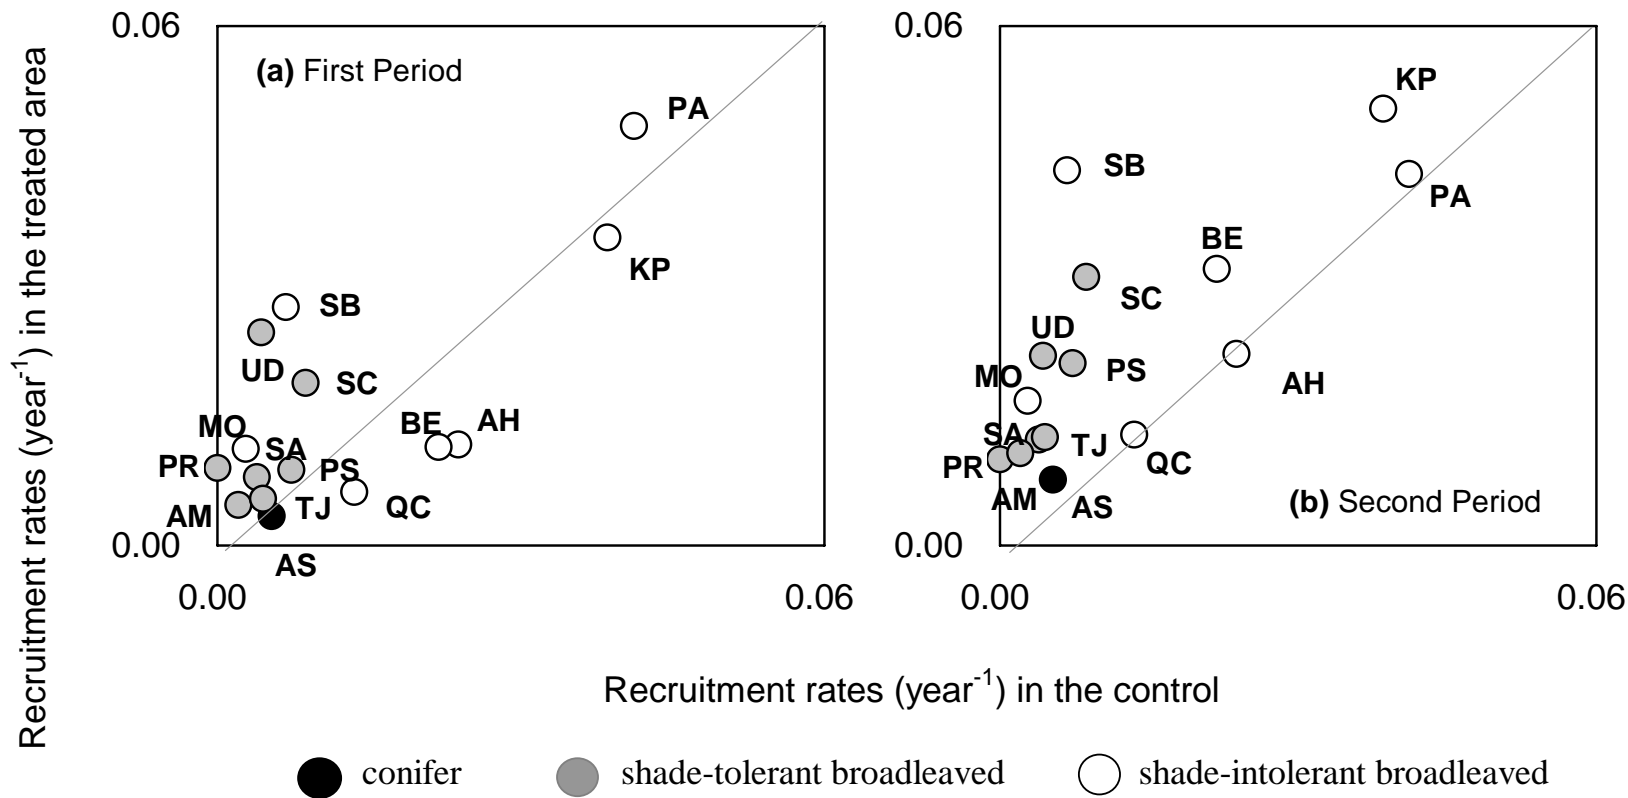 Recruitment rates (year-1) in the treated area
0.06
(a) First Period
PA
KP
SB
UD
SC
MO
SA
BE
AH
PR
PS
AM
TJ
QC
AS
0.00
0.00
0.06
0.06
KP
SB
PA
BE
SC
UD
PS
MO
AH
SA
TJ
QC
PR
AM
AS
(b) Second Period
0.00
0.00
0.06
Recruitment rates (year-1) in the control
conifer
shade-tolerant broadleaved
shade-intolerant broadleaved